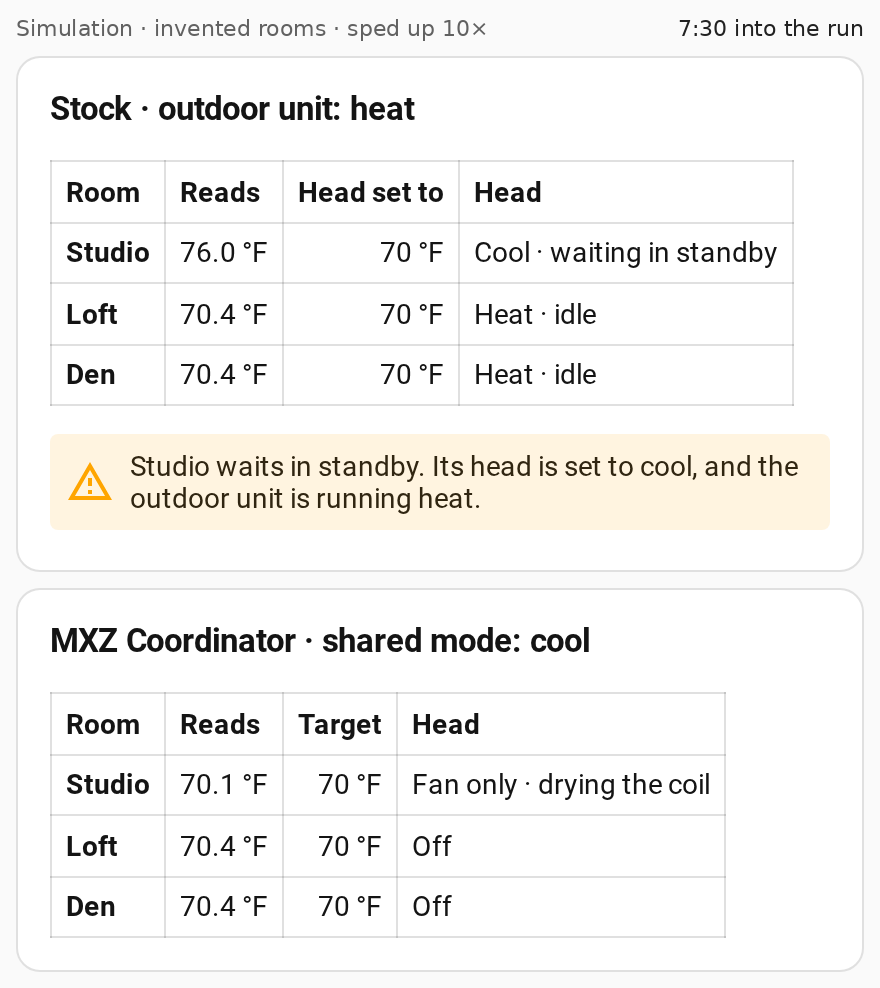 Simulation · invented rooms · sped up 10×
7:30 into the run
Stock · outdoor unit: heat
Room Reads Head set to Head
Studio 76.0 °F 70 °F Cool · waiting in standby
Loft 70.4 °F 70 °F Heat · idle
Den 70.4 °F 70 °F Heat · idle
Studio waits in standby. Its head is set to cool, and the
outdoor unit is running heat.
MXZ Coordinator · shared mode: cool
Room Reads Target Head
Studio 70.1 °F 70 °F Fan only · drying the coil
Loft 70.4 °F 70 °F Off
Den 70.4 °F 70 °F Off